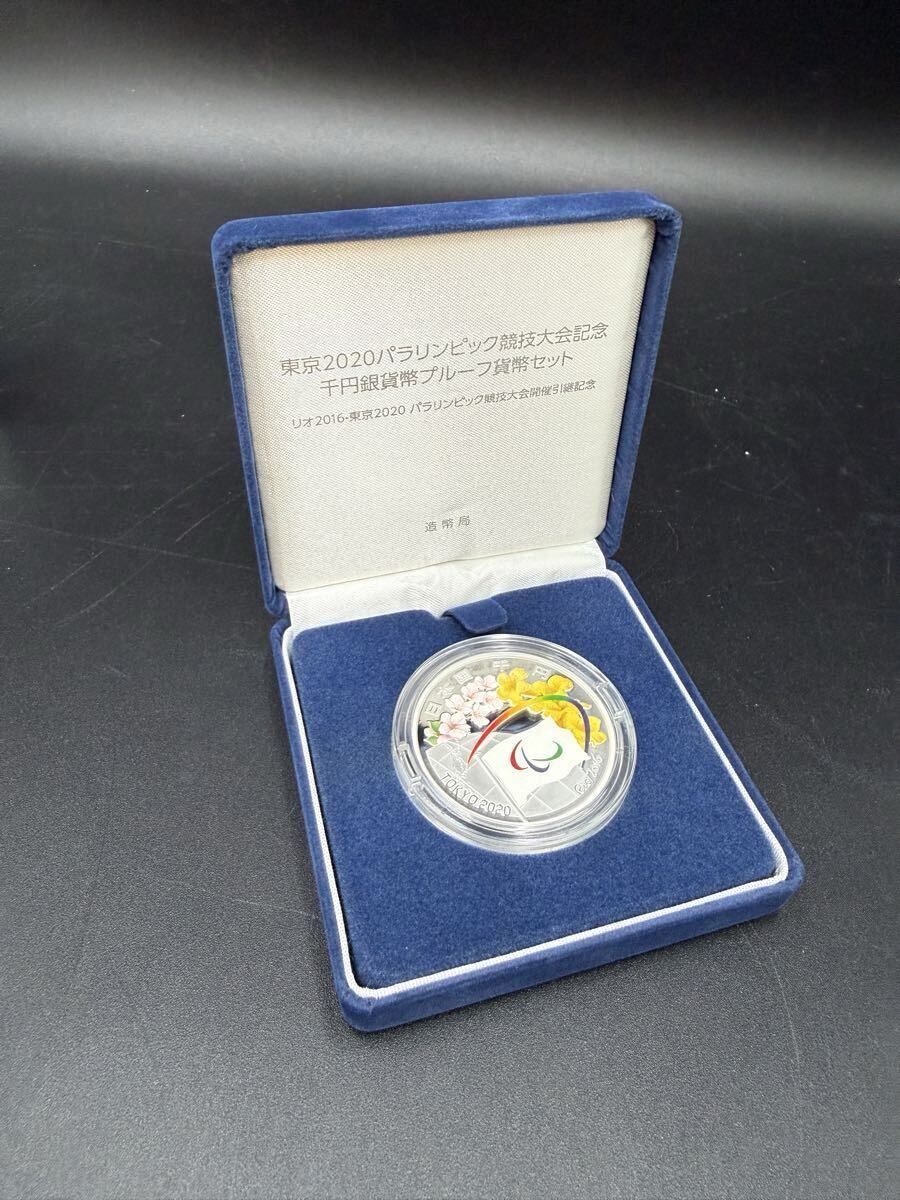 東京2020パラリンピック競技大会記念
千円銀貨幣プルーフ貨幣セット
リオ2016-東京2020 パラリンピック競技大会開催引継記念
造幣局
日本国 千円
TOKYO 2020
Rio 2016